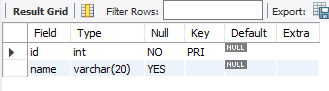 Result Grid Filter Rows: Export:
Field Type Null Key Default Extra
id int NO PRI NULL
name varchar(20) YES NULL